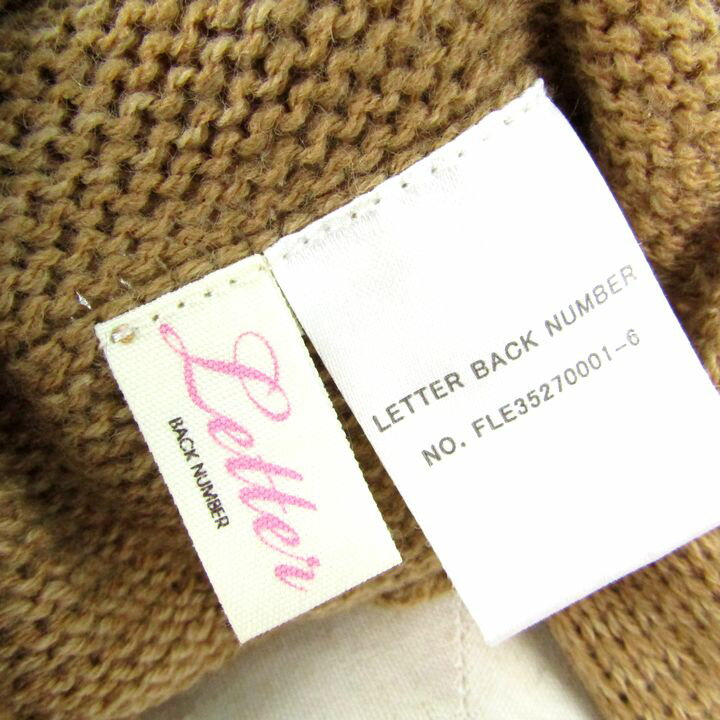 Letter
BACK NUMBER
LETTER BACK NUMBER
NO. FLE35270001-6